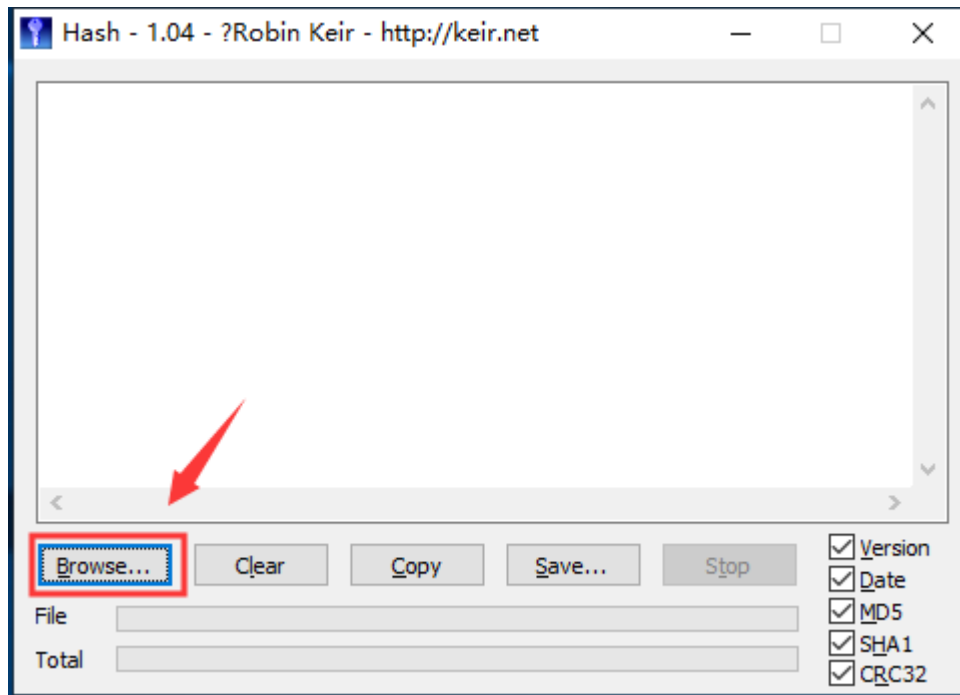 Hash - 1.04 - ?Robin Keir - http://keir.net
Browse... Clear Copy Save... Stop
Version
Date
MD5
SHA1
CRC32
File
Total